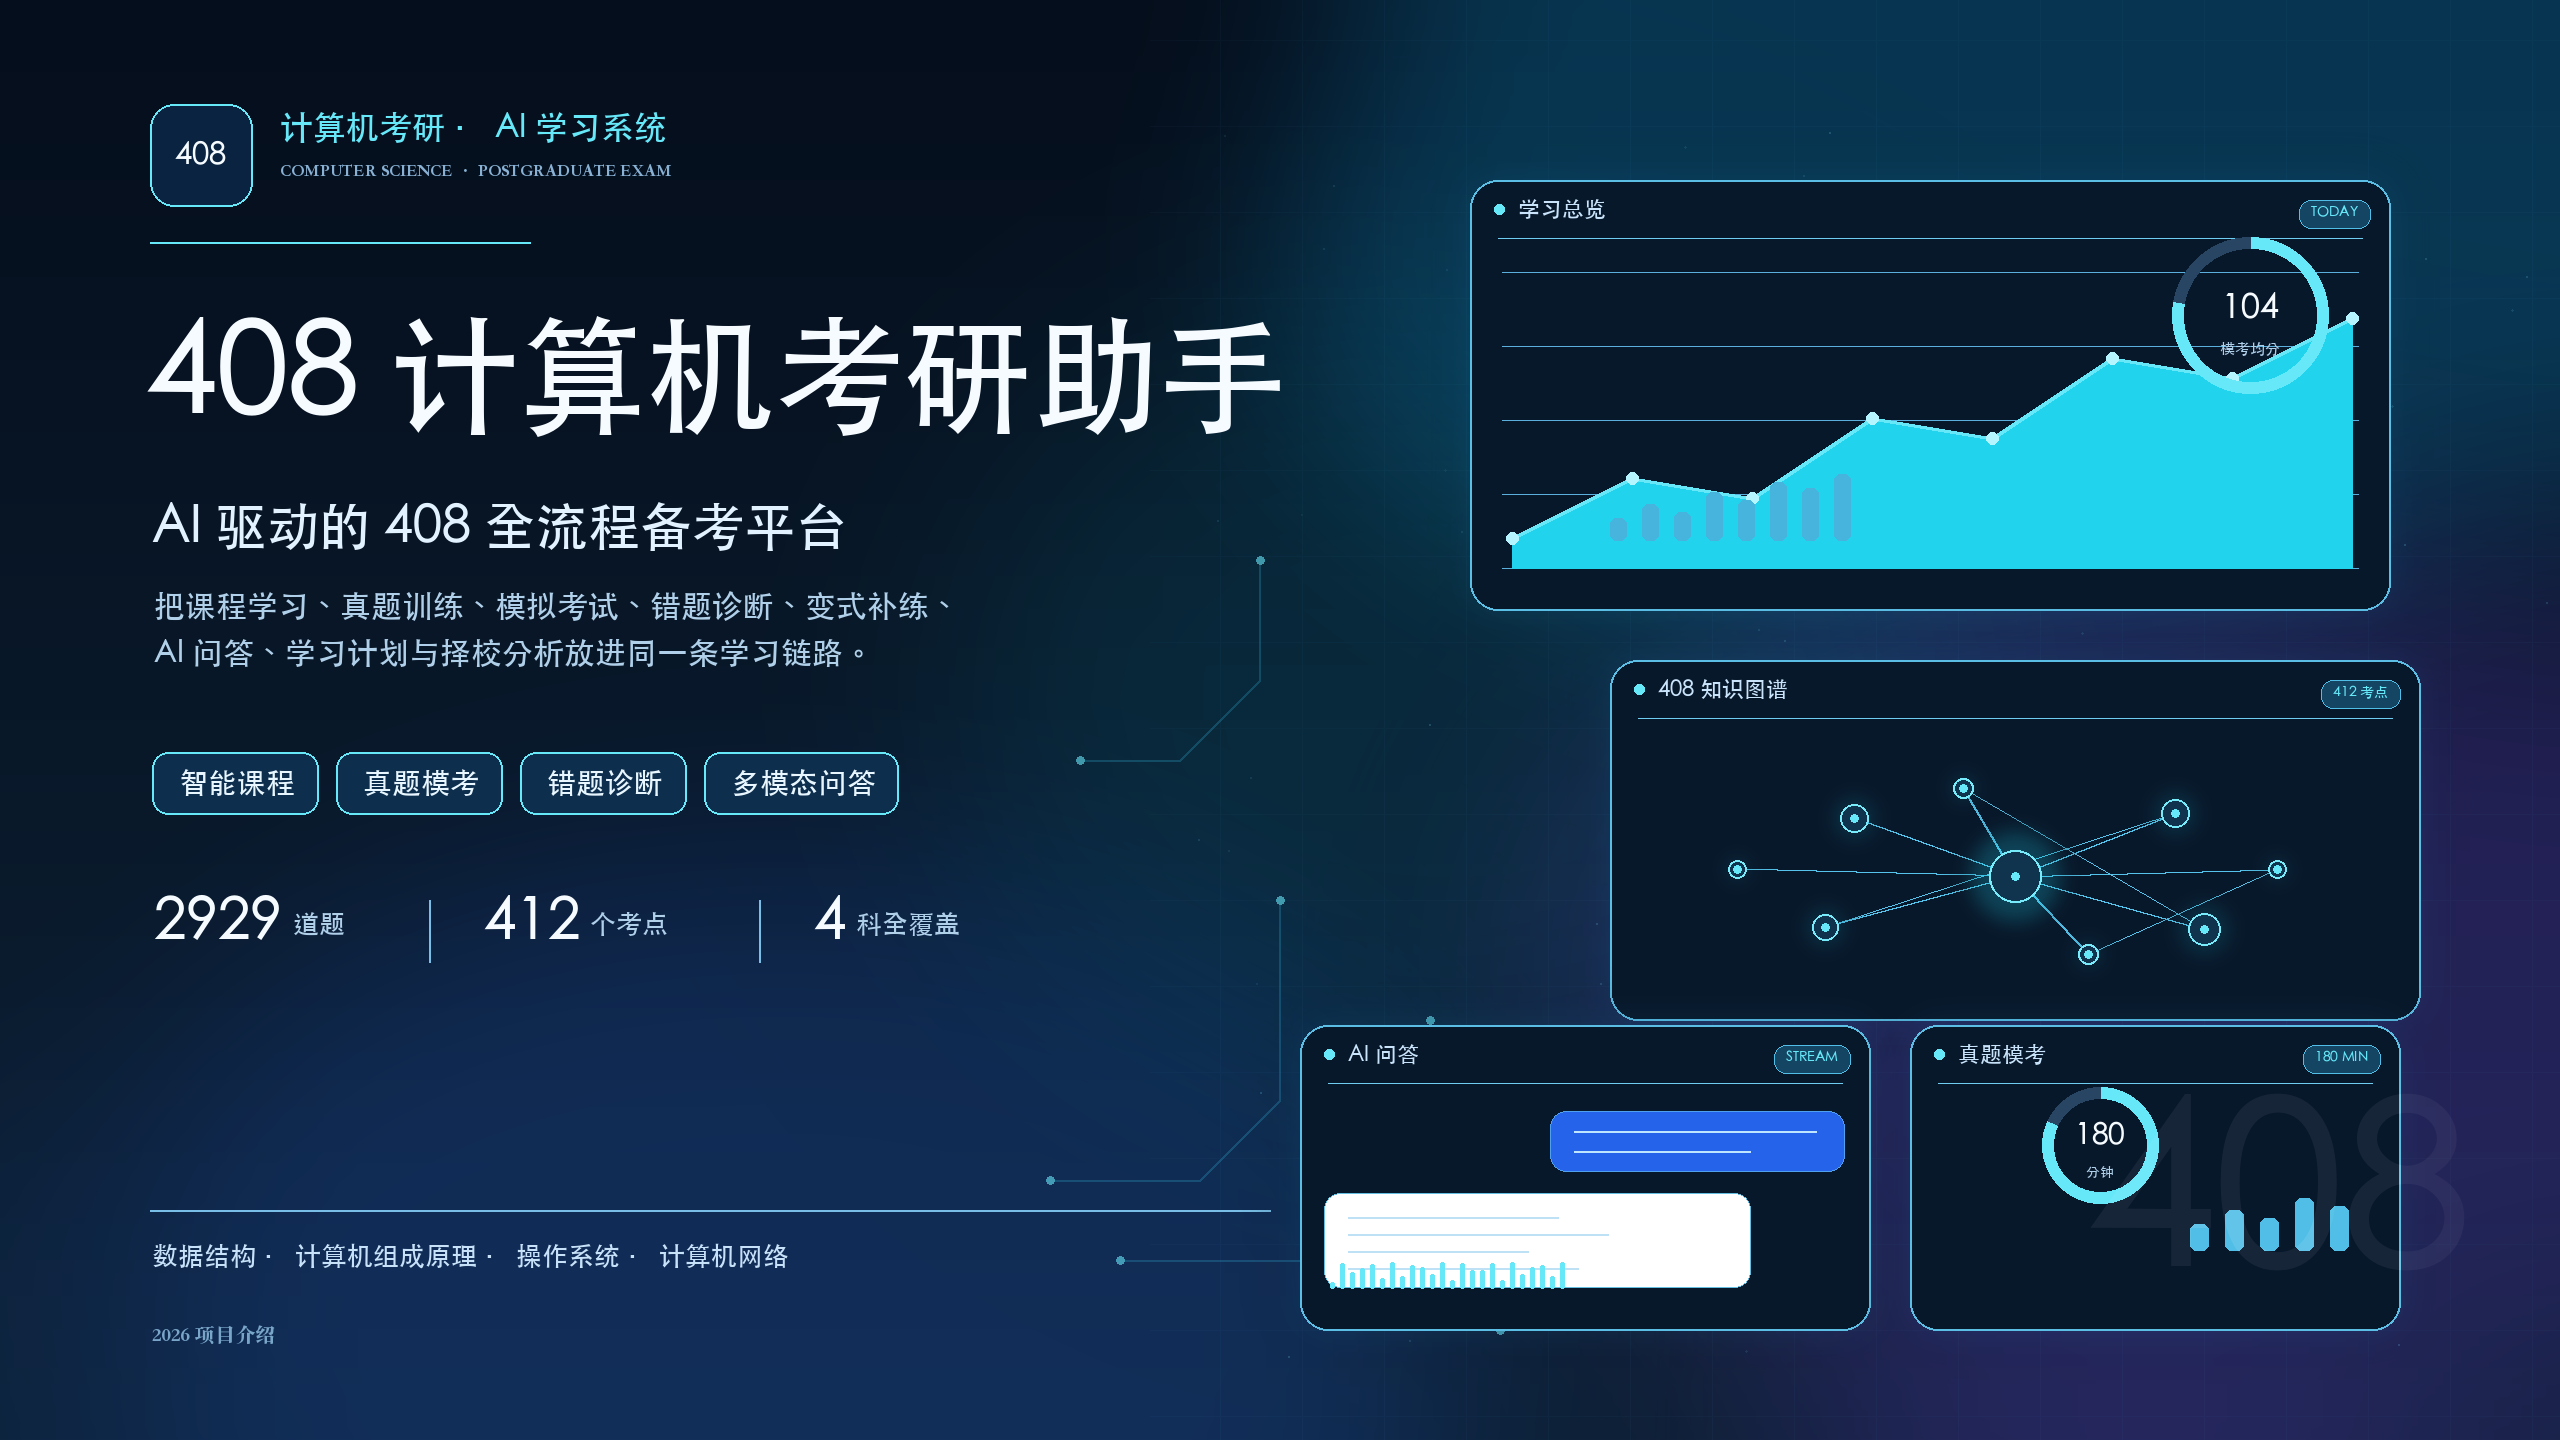 408
计算机考研 · AI 学习系统
COMPUTER SCIENCE · POSTGRADUATE EXAM
408 计算机考研助手
AI 驱动的 408 全流程备考平台
把课程学习、真题训练、模拟考试、错题诊断、变式补练、
AI 问答、学习计划与择校分析放进同一条学习链路。
智能课程 真题模考 错题诊断 多模态问答
2929 道题 412 个考点 4 科全覆盖
数据结构 · 计算机组成原理 · 操作系统 · 计算机网络
2026 项目介绍
学习总览 TODAY
104
模考均分
408 知识图谱 412 考点
AI 问答 STREAM
真题模考 180 MIN
180
分钟
408